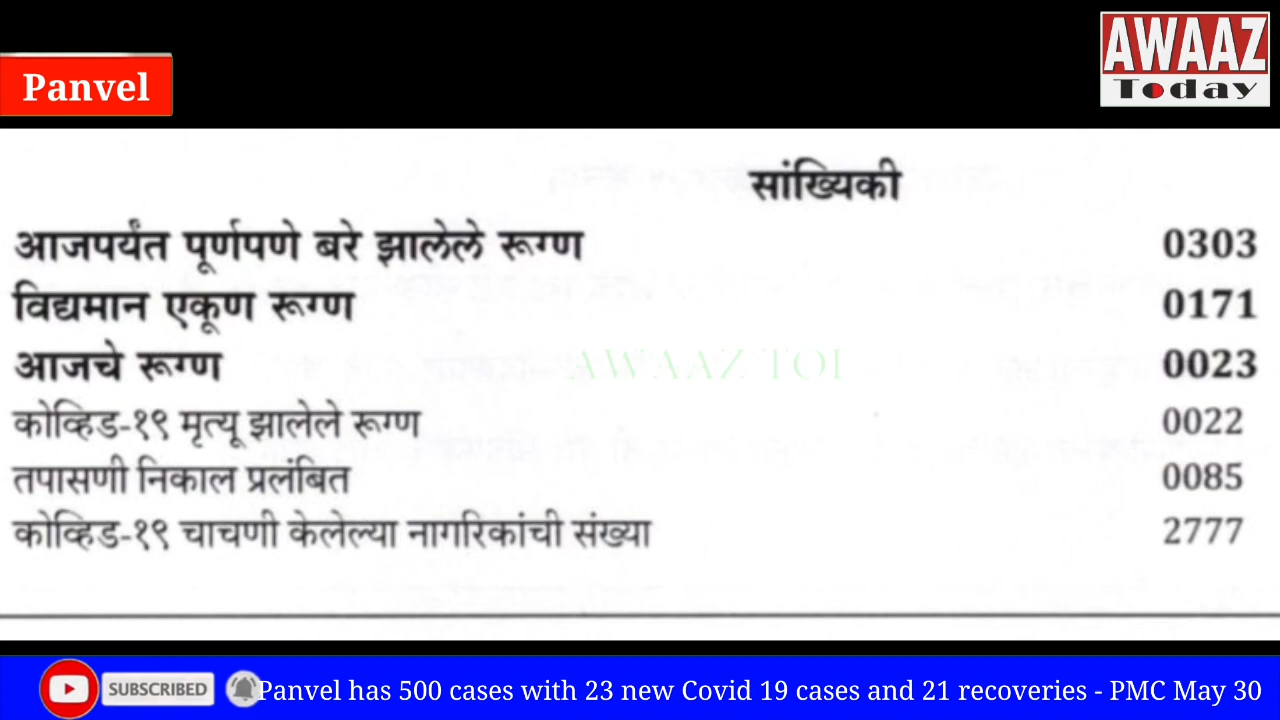 AWAAZ
Today
Panvel
सांख्यिकी
आजपर्यंत पूर्णपणे बरे झालेले रूग्ण 0303
विद्यमान एकूण रूग्ण 0171
आजचे रूग्ण 0023
AWAAZ TO
कोव्हिड-१९ मृत्यू झालेले रूग्ण 0022
तपासणी निकाल प्रलंबित 0085
कोव्हिड-१९ चाचणी केलेल्या नागरिकांची संख्या 2777
SUBSCRIBED
Panvel has 500 cases with 23 new Covid 19 cases and 21 recoveries - PMC May 30